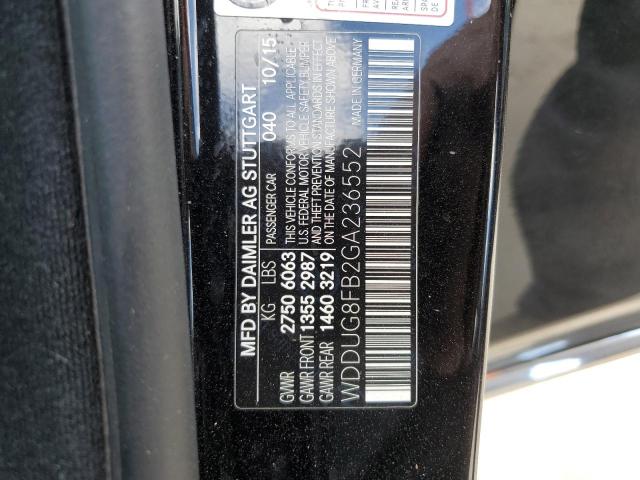 MFD BY DAIMLER AG STUTTGART
KG LBS PASSENGER CAR 040 10/15
GVWR 2750 6063 THIS VEHICLE CONFORMS TO ALL APPLICABLE
GAWR FRONT 1355 2987 U.S. FEDERAL MOTOR VEHICLE SAFETY, BUMPER
AND THEFT PREVENTION STANDARDS IN EFFECT
GAWR REAR 1460 3219 ON THE DATE OF MANUFACTURE SHOWN ABOVE
MADE IN GERMANY
WDDUG8FB2GA236552